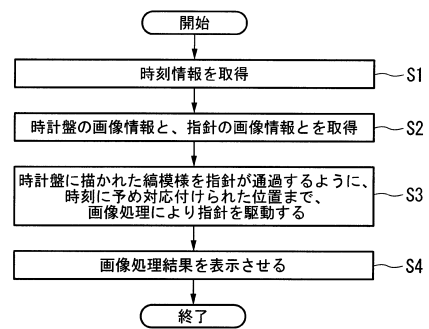 開始
時刻情報を取得
S1
時計盤の画像情報と、指針の画像情報とを取得
S2
時計盤に描かれた縞模様を指針が通過するように、
時刻に予め対応付けられた位置まで、
画像処理により指針を駆動する
S3
画像処理結果を表示させる
S4
終了